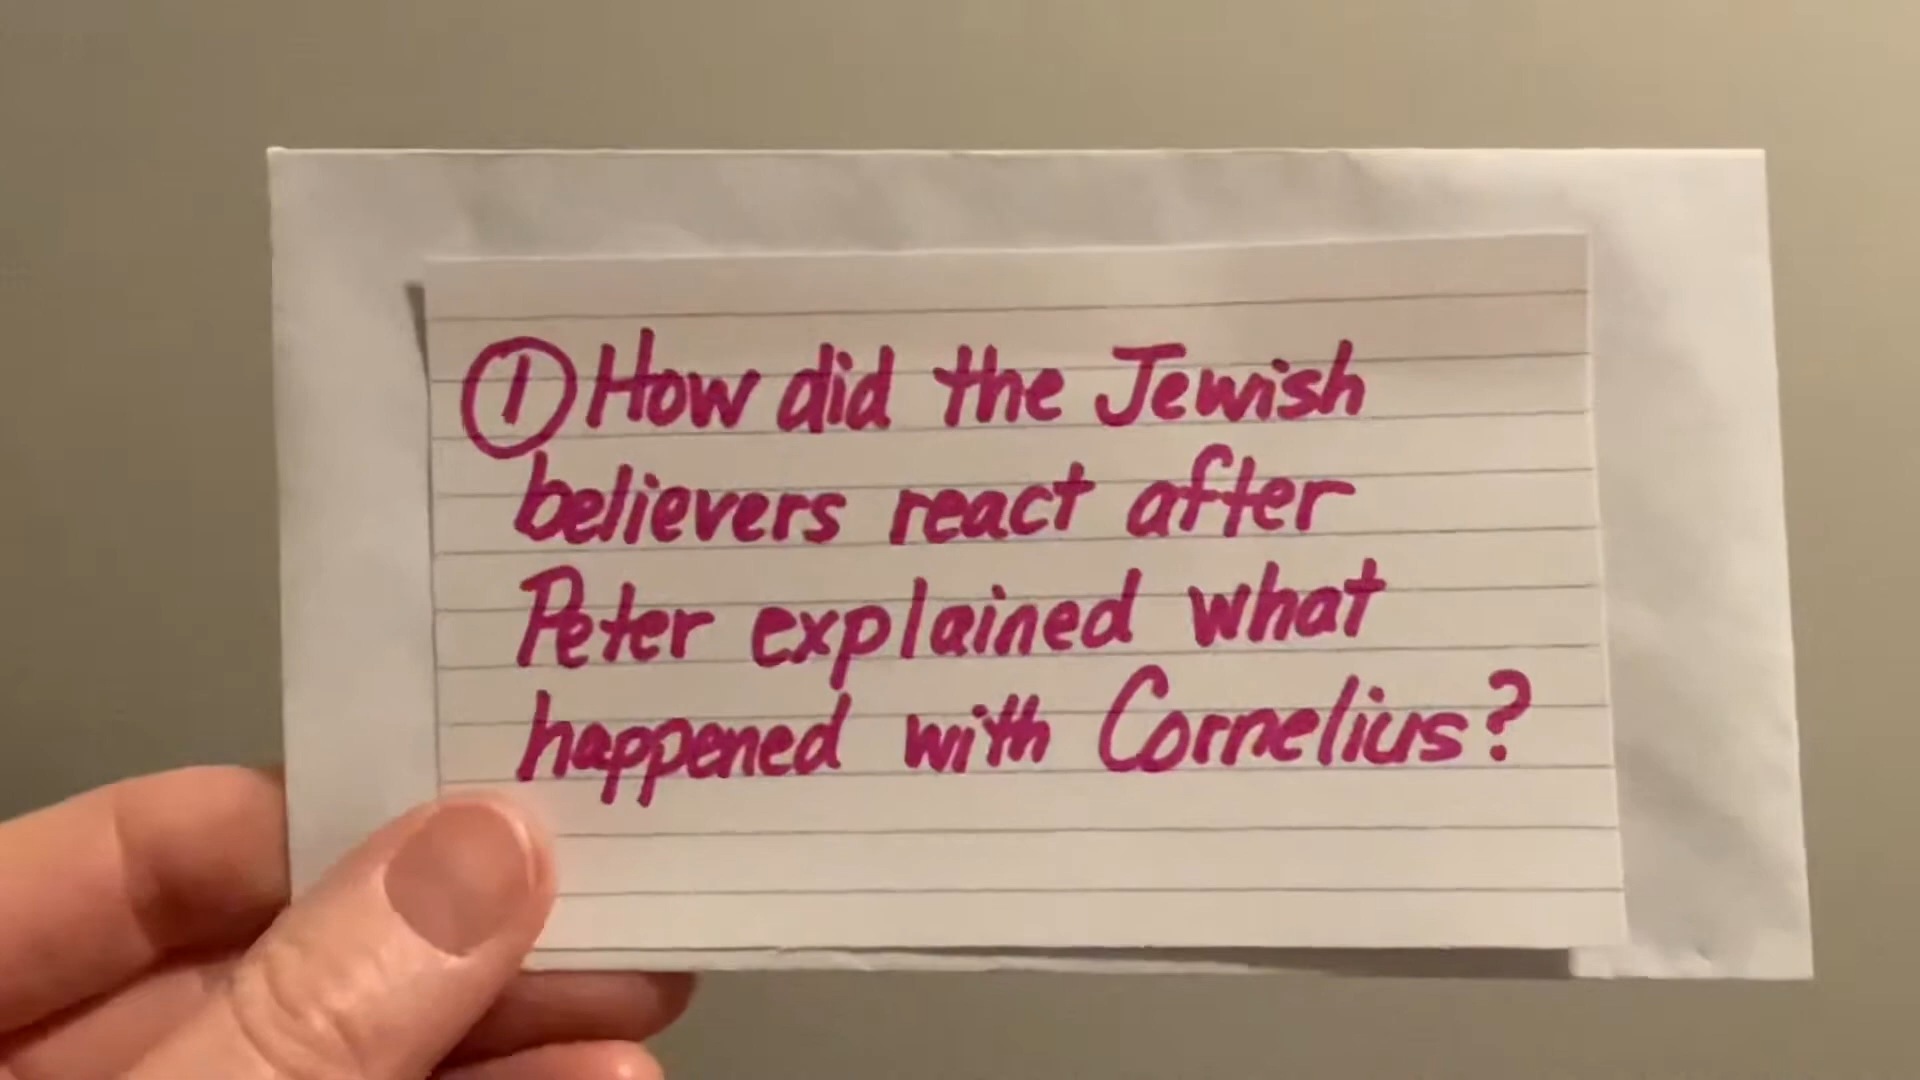 ① How did the Jewish
believers react after
Peter explained what
happened with Cornelius?